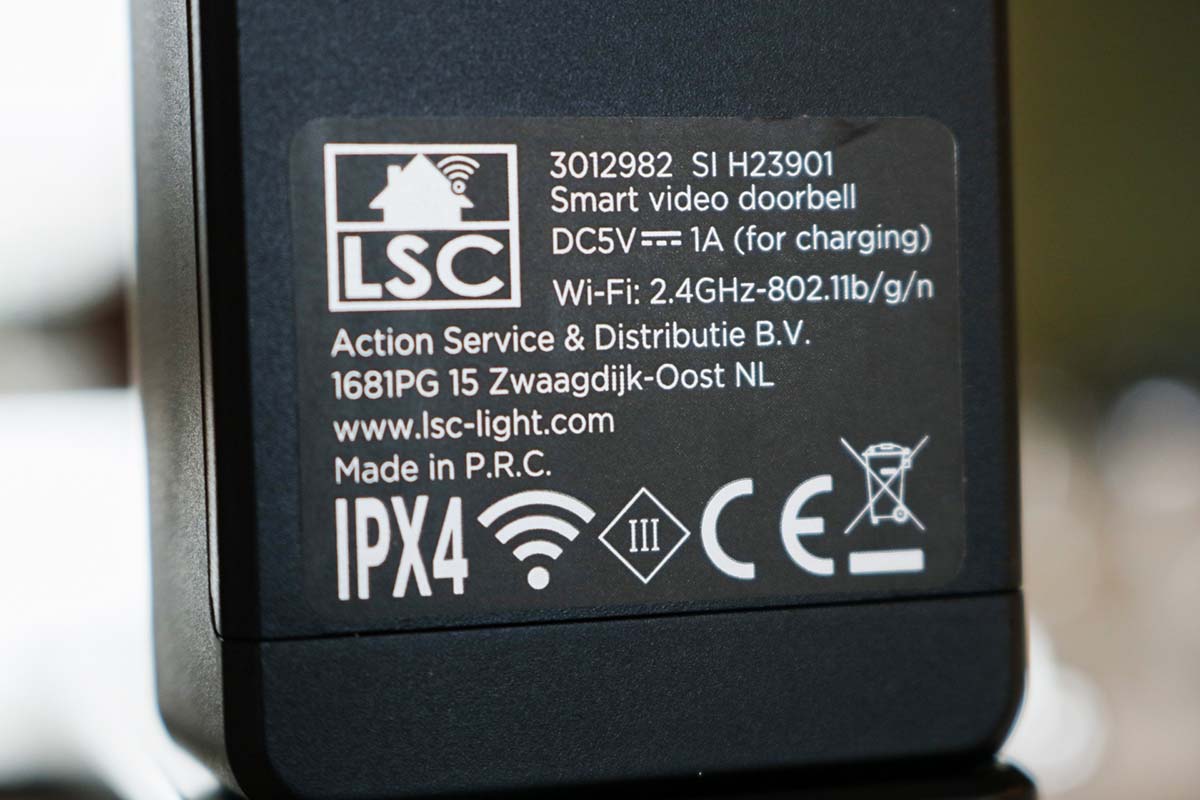 LSC
3012982 SI H23901
Smart video doorbell
DC5V⎓1A (for charging)
Wi-Fi: 2.4GHz-802.11b/g/n
Action Service & Distributie B.V.
1681PG 15 Zwaagdijk-Oost NL
www.lsc-light.com
Made in P.R.C.
IPX4 III CE